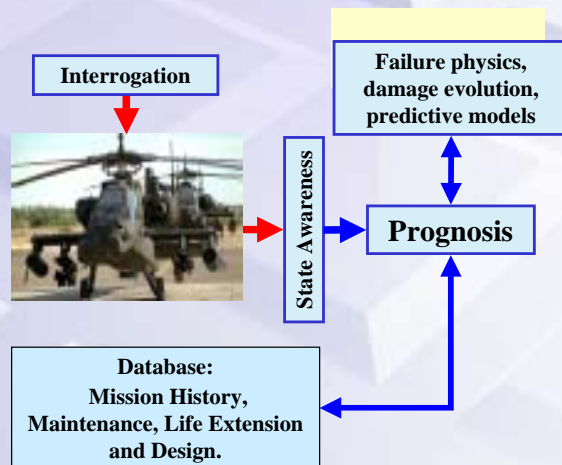 Interrogation
Failure physics,
damage evolution,
predictive models
State Awareness
Prognosis
Database:
Mission History,
Maintenance, Life Extension
and Design.